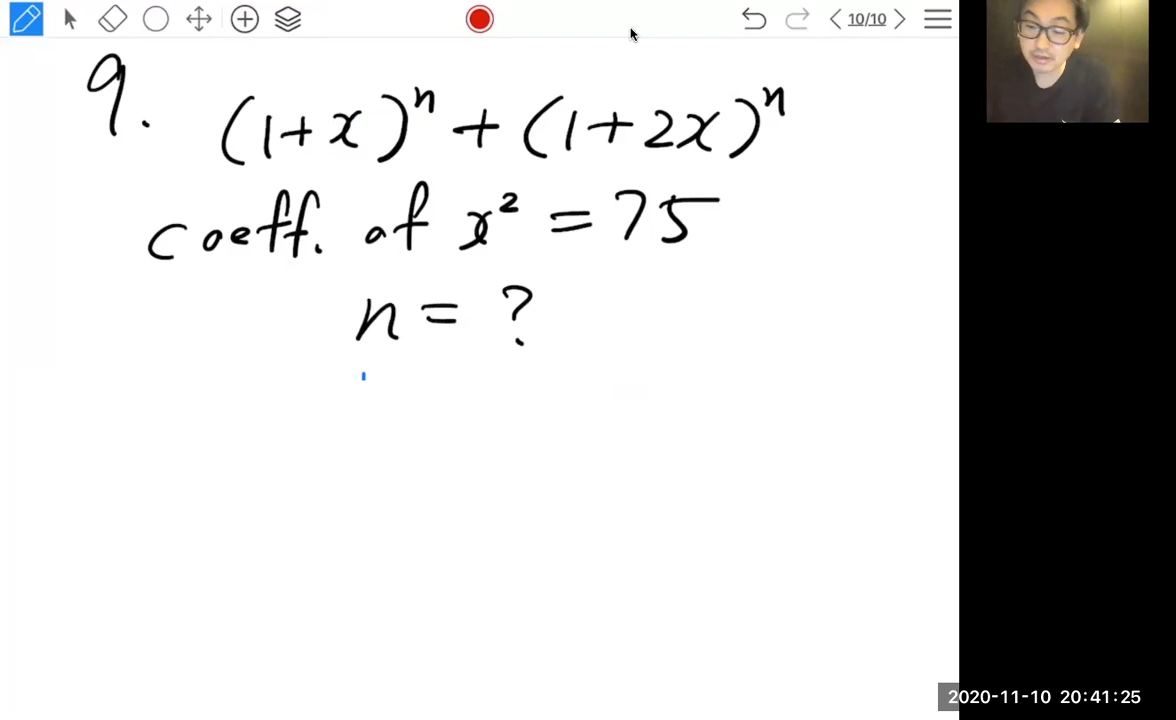 10/10
9. (1+x)ⁿ + (1+2x)ⁿ
coeff. of x² = 75
n = ?
2020-11-10 20:41:25